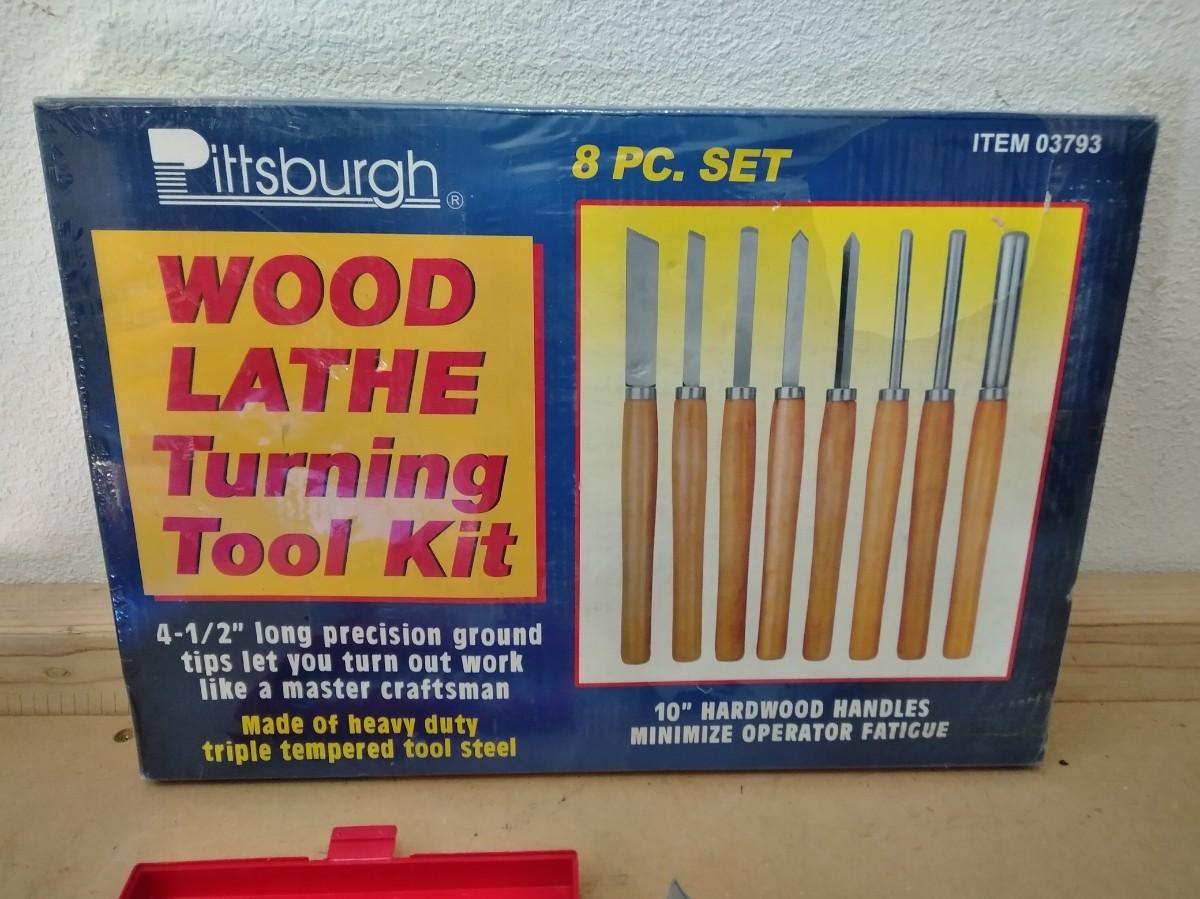 Pittsburgh®
8 PC. SET
ITEM 03793
WOOD
LATHE
Turning
Tool Kit
4-1/2" long precision ground
tips let you turn out work
like a master craftsman
Made of heavy duty
triple tempered tool steel
10" HARDWOOD HANDLES
MINIMIZE OPERATOR FATIGUE